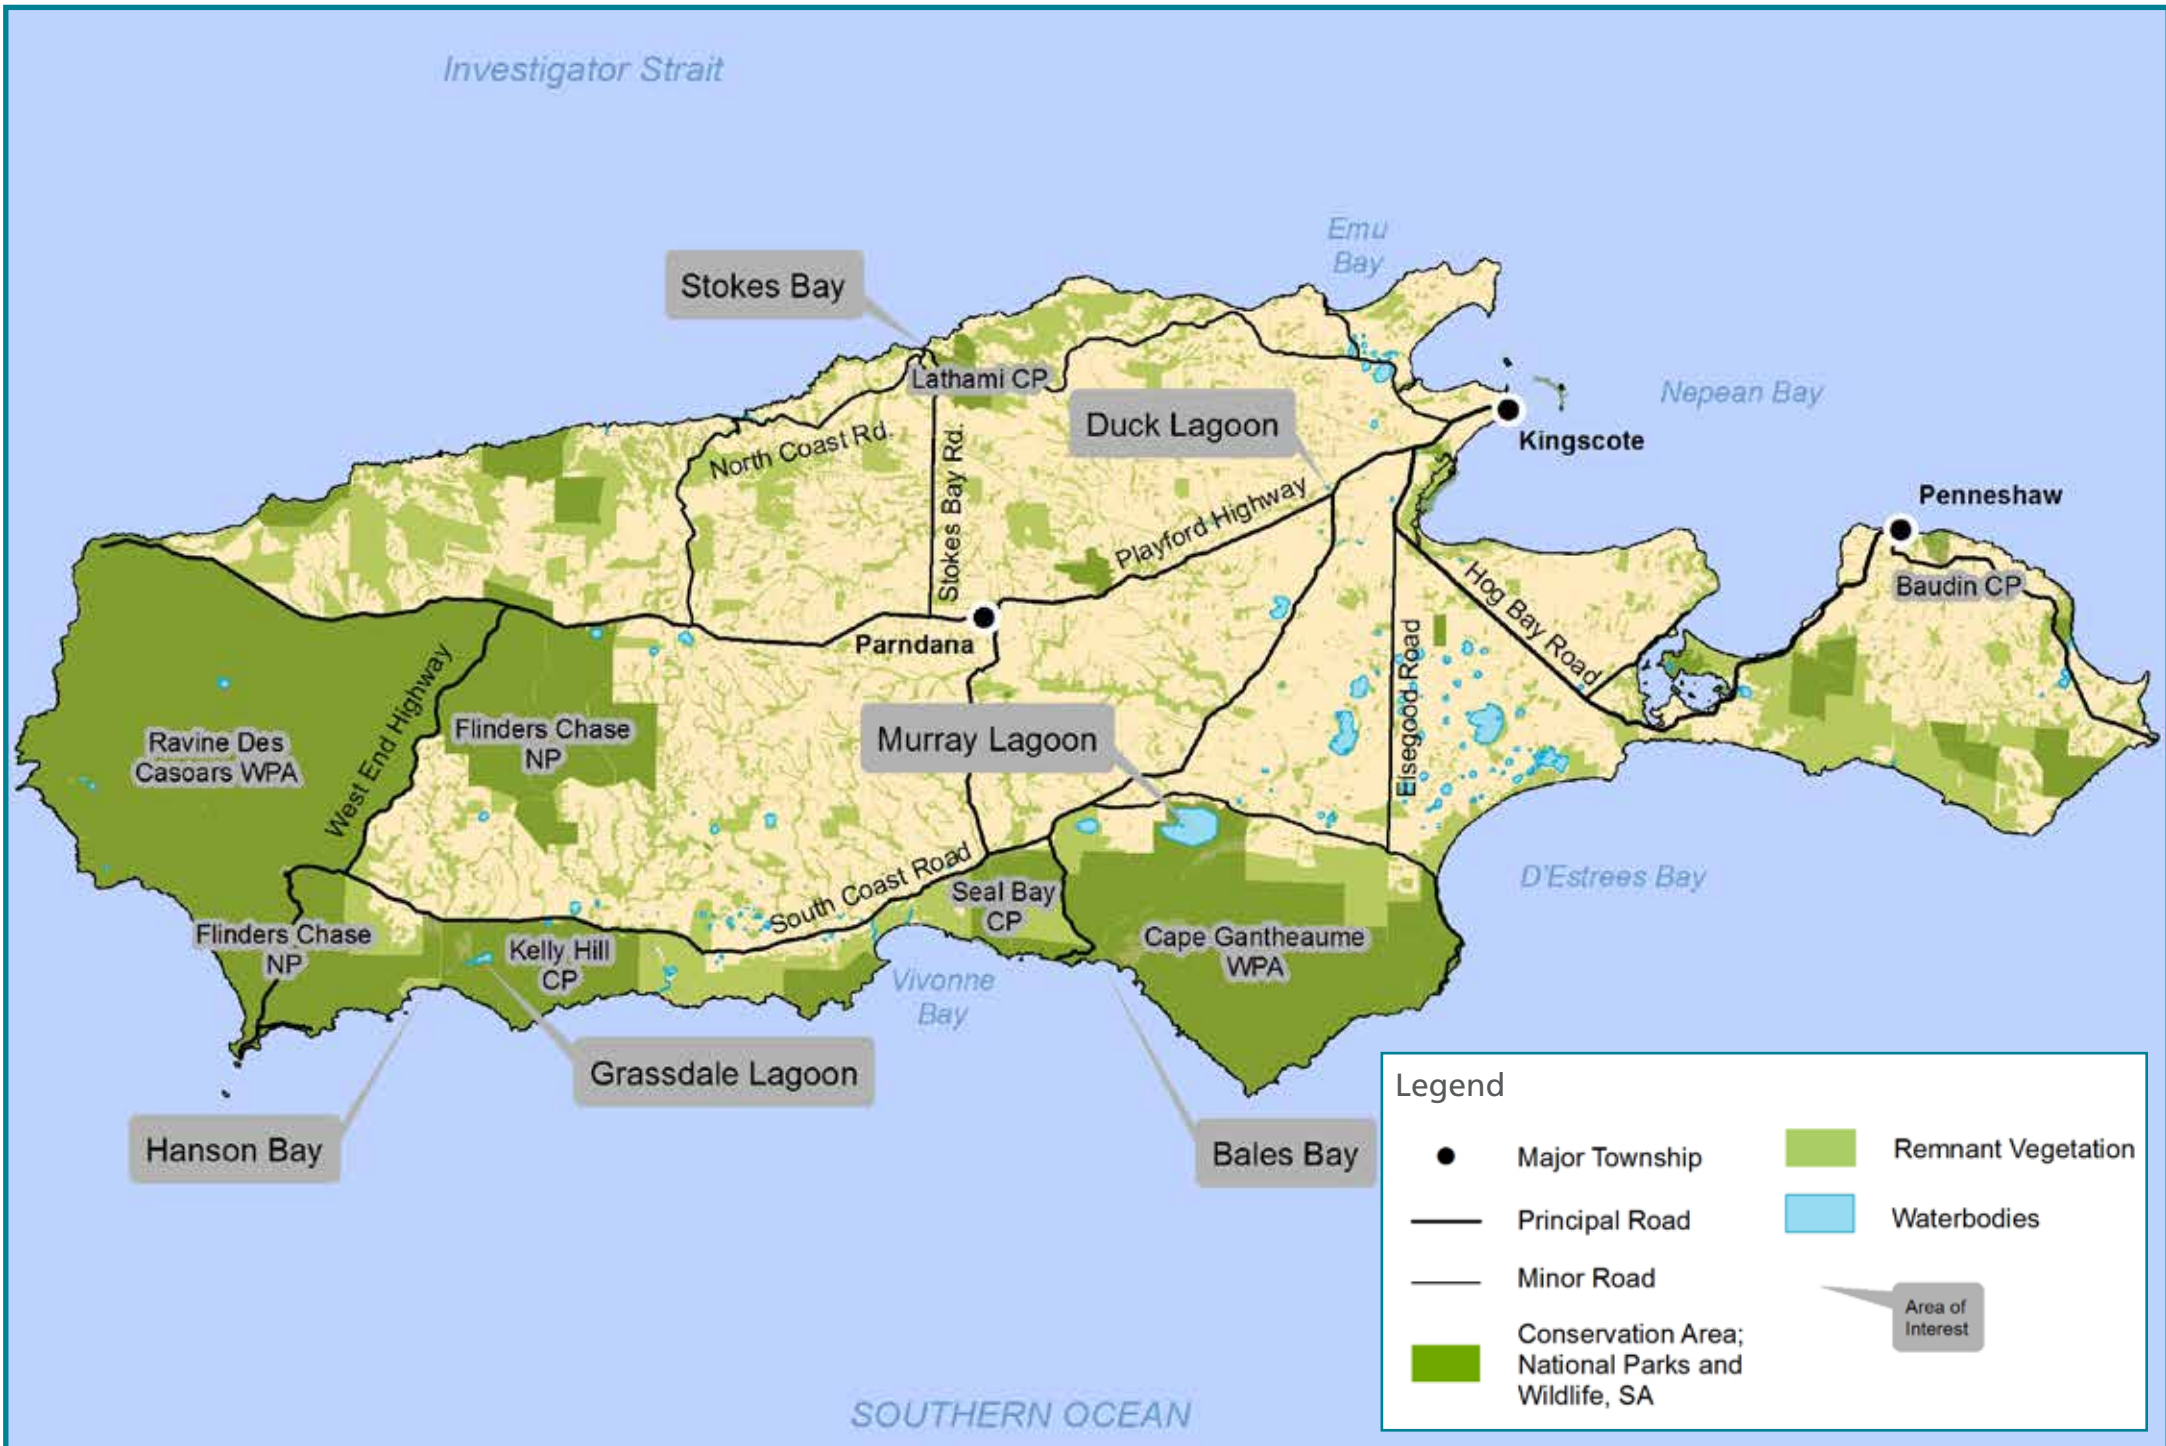 Investigator Strait
Emu
Bay
Stokes Bay
Lathami CP
Nepean Bay
Duck Lagoon
Kingscote
North Coast Rd.
Stokes Bay Rd.
Playford Highway
Penneshaw
Hog Bay Road
Baudin CP
Parndana
Elsegood Road
West End Highway
Flinders Chase
NP
Ravine Des
Casoars WPA
Murray Lagoon
South Coast Road
Seal Bay
CP
D'Estrees Bay
Flinders Chase
NP
Kelly Hill
CP
Cape Gantheaume
WPA
Vivonne
Bay
Grassdale Lagoon
Hanson Bay
Bales Bay
Legend
Major Township
Remnant Vegetation
Principal Road
Waterbodies
Minor Road
Area of
Interest
Conservation Area;
National Parks and
Wildlife, SA
SOUTHERN OCEAN